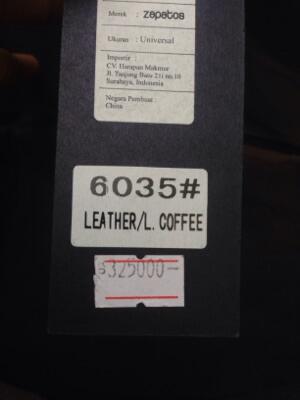 Merek : zapatos
Ukuran : Universal
Importir :
CV. Harapan Makmur
Jl. Tanjung Batu 21i no.10
Surabaya, Indonesia
Negara Pembuat :
China
6035#
LEATHER/L. COFFEE
325000-